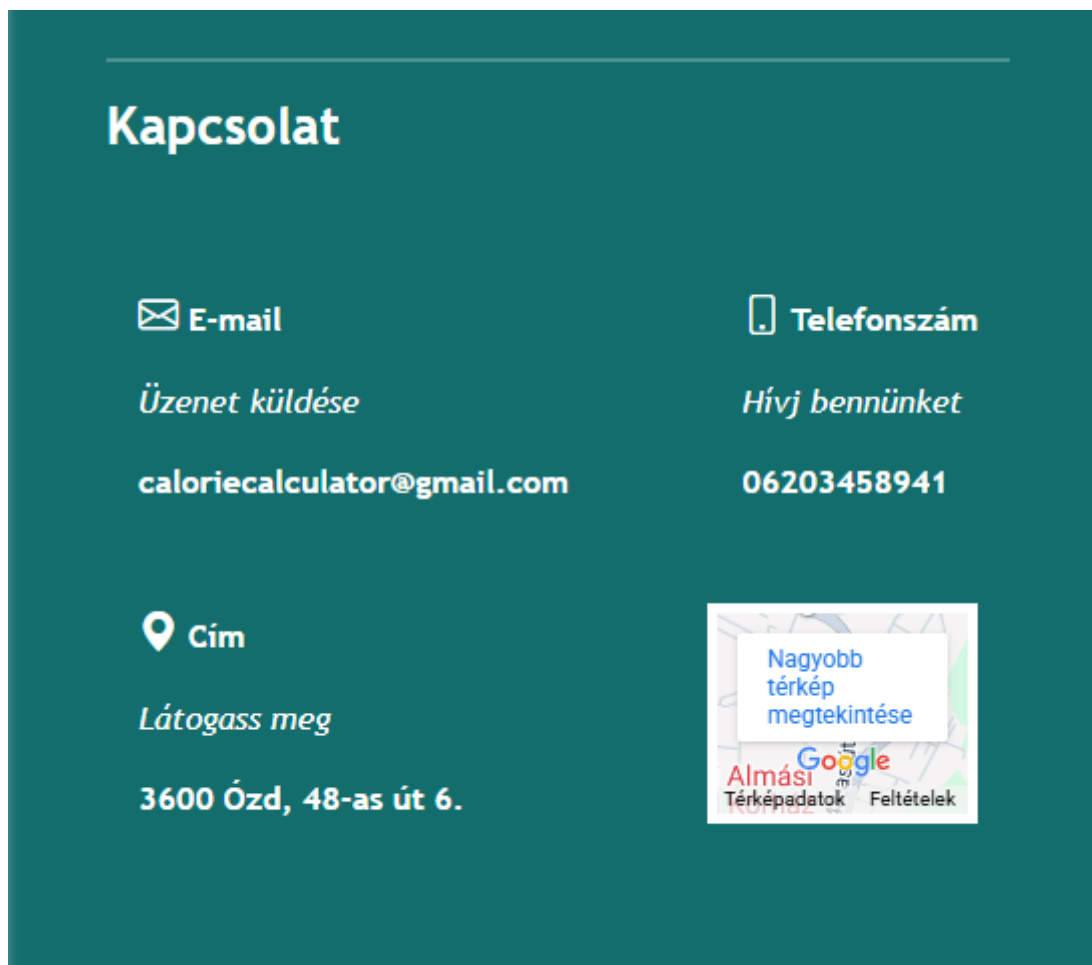 Kapcsolat
E-mail
Telefonszám
Üzenet küldése
Hívj bennünket
caloriecalculator@gmail.com
06203458941
Cím
Látogass meg
3600 Ózd, 48-as út 6.
Nagyobb
térkép
megtekintése
Google
Almási
Térképadatok
Feltételek